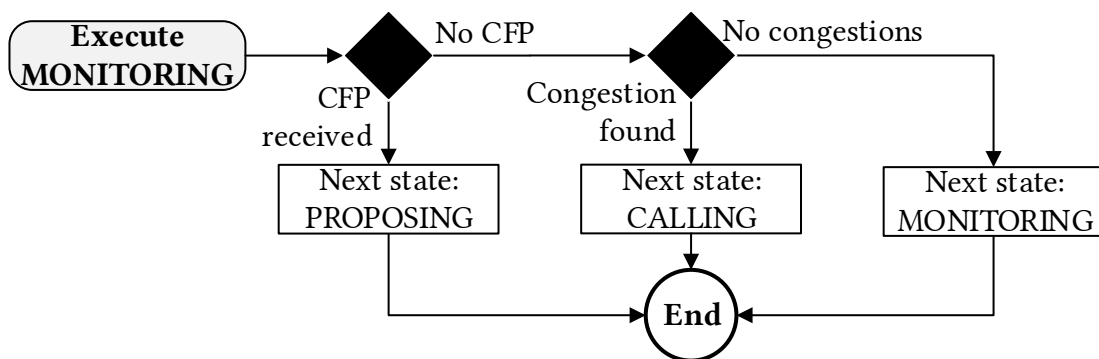 Execute
MONITORING
No CFP
No congestions
CFP
received
Congestion
found
Next state:
PROPOSING
Next state:
CALLING
Next state:
MONITORING
End